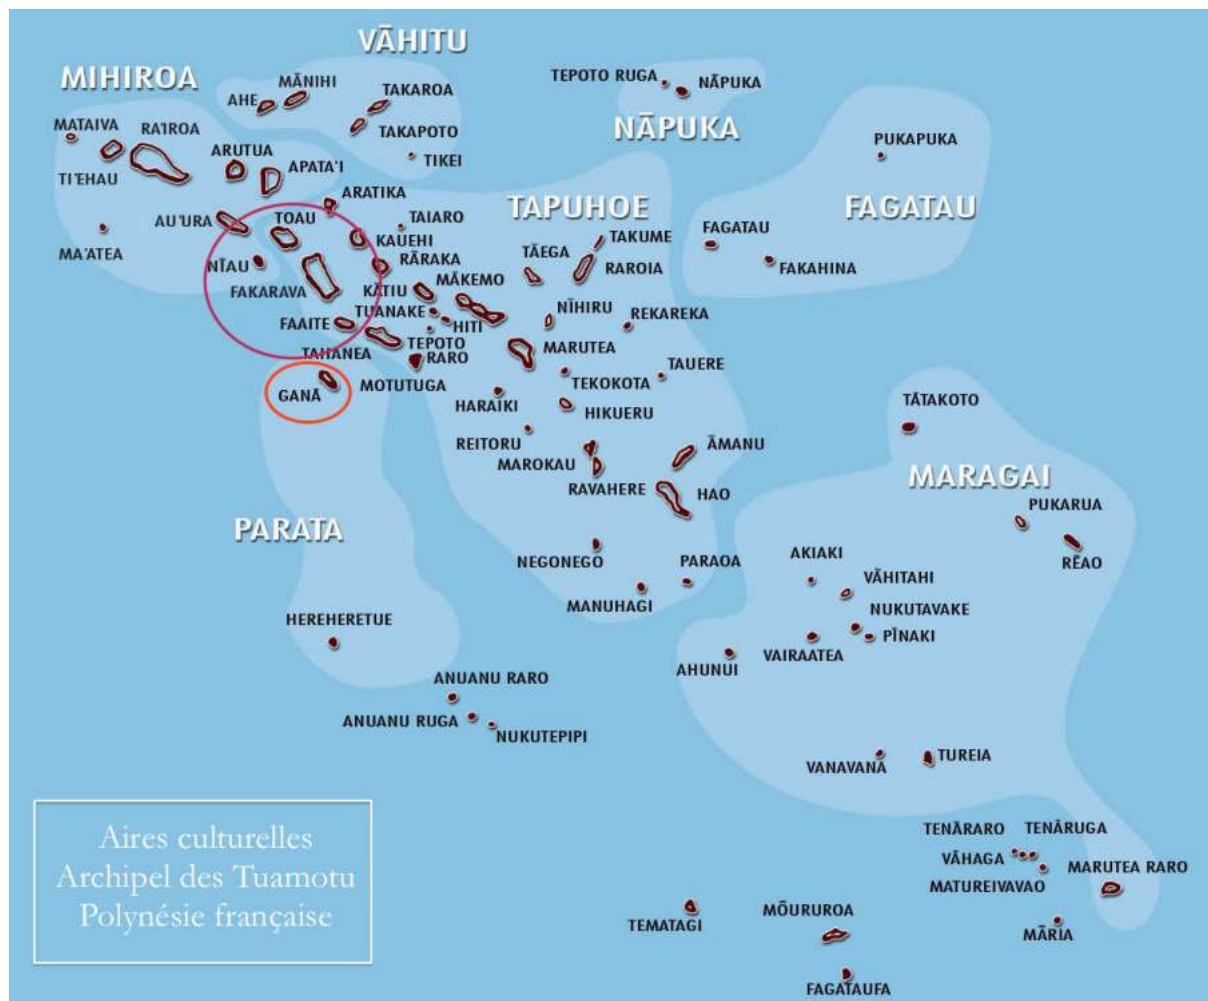 VĀHITU
MIHIROA
MĀNIHI
AHE
TAKAROA
TEPOTO RUGA
NĀPUKA
NĀPUKA
MATAIVA
RA'IROA
TAKAPOTO
TIKEI
TI'EHAU
ARUTUA
APATA'I
PUKAPUKA
ARATIKA
TAPUHOE
FAGATAU
AU'URA
TOAU
TAIARO
MA'ATEA
KAUEHI
TAKUME
FAGATAU
NĪAU
RĀRAKA
TĀEGA
RAROIA
FAKAHINA
FAKARAVA
KĀTIU
MĀKEMO
TUANAKE
NĪHIRU
REKAREKA
FAAITE
HITI
TAHANEA
TEPOTO
RARO
MARUTEA
TAUERE
GANĀ
MOTUTUGA
TEKOKOTA
HARAIKI
HIKUERU
TĀTAKOTO
REITORU
ĀMANU
MAROKAU
MARAGAI
RAVAHERE
HAO
PUKARUA
PARATA
NEGONEGO
PARAOA
AKIAKI
RĒAO
VĀHITAHI
MANUHAGI
NUKUTAVAKE
HEREHERETUE
PĪNAKI
VAIRAATEA
AHUNUI
ANUANU RARO
ANUANU RUGA
NUKUTEPIPI
VANAVANA
TUREIA
Aires culturelles
Archipel des Tuamotu
Polynésie française
TENĀRARO
TENĀRUGA
VĀHAGA
MARUTEA RARO
MATUREIVAVAO
TEMATAGI
MŌURUROA
MĀRIA
FAGATAUFA